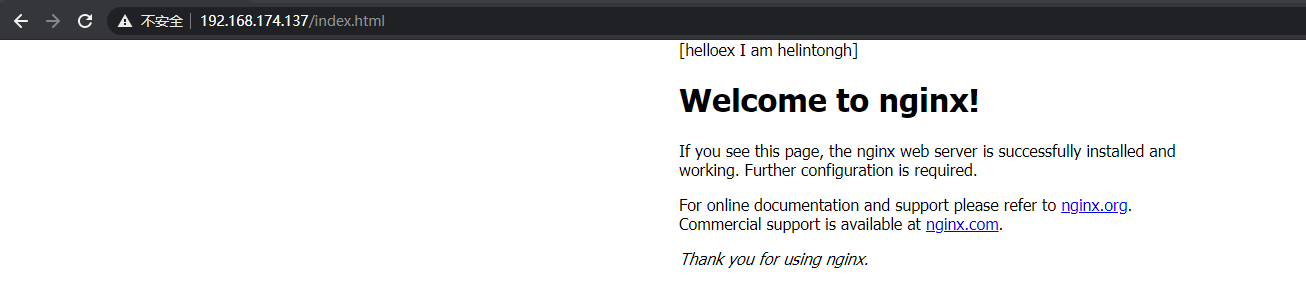 不安全 192.168.174.137/index.html
[helloex I am helintongh]
Welcome to nginx!
If you see this page, the nginx web server is successfully installed and
working. Further configuration is required.
For online documentation and support please refer to nginx.org.
Commercial support is available at nginx.com.
Thank you for using nginx.